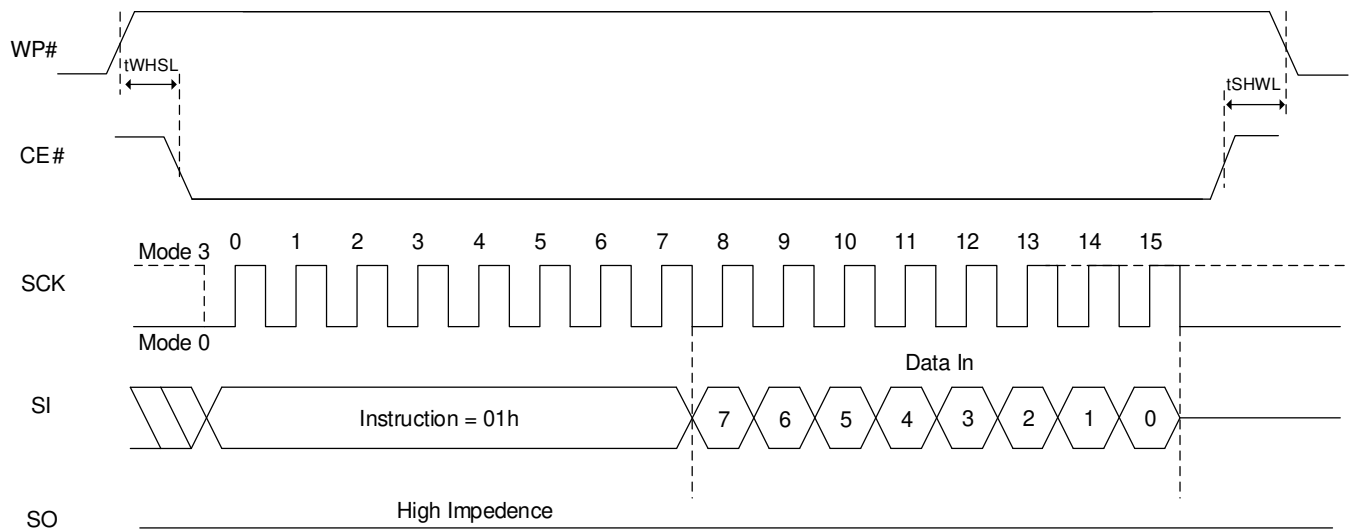 WP#
tWHSL
tSHWL
CE#
Mode 3
0 1 2 3 4 5 6 7 8 9 10 11 12 13 14 15
SCK
Mode 0
Data In
SI
Instruction = 01h
7 6 5 4 3 2 1 0
High Impedence
SO